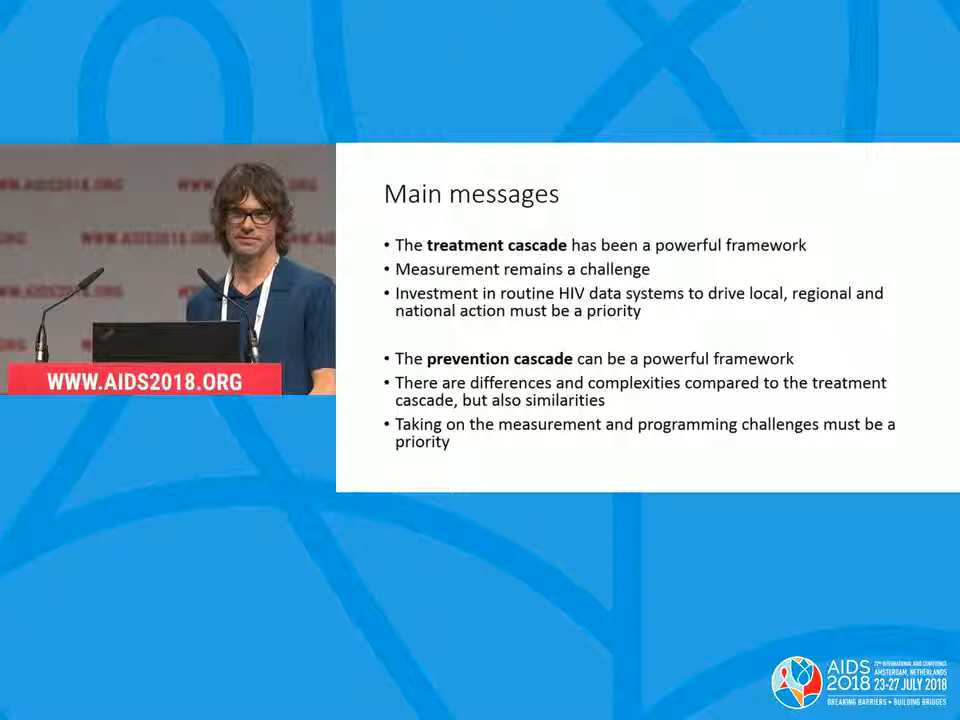 WW.AIDS2018.ORG
Main messages
• The treatment cascade has been a powerful framework
• Measurement remains a challenge
• Investment in routine HIV data systems to drive local, regional and
national action must be a priority
• The prevention cascade can be a powerful framework
• There are differences and complexities compared to the treatment
cascade, but also similarities
• Taking on the measurement and programming challenges must be a
priority
WWW.AIDS2018.ORG
AIDS
2018
22ND INTERNATIONAL AIDS CONFERENCE
AMSTERDAM, NETHERLANDS
23-27 JULY 2018
BREAKING BARRIERS • BUILDING BRIDGES